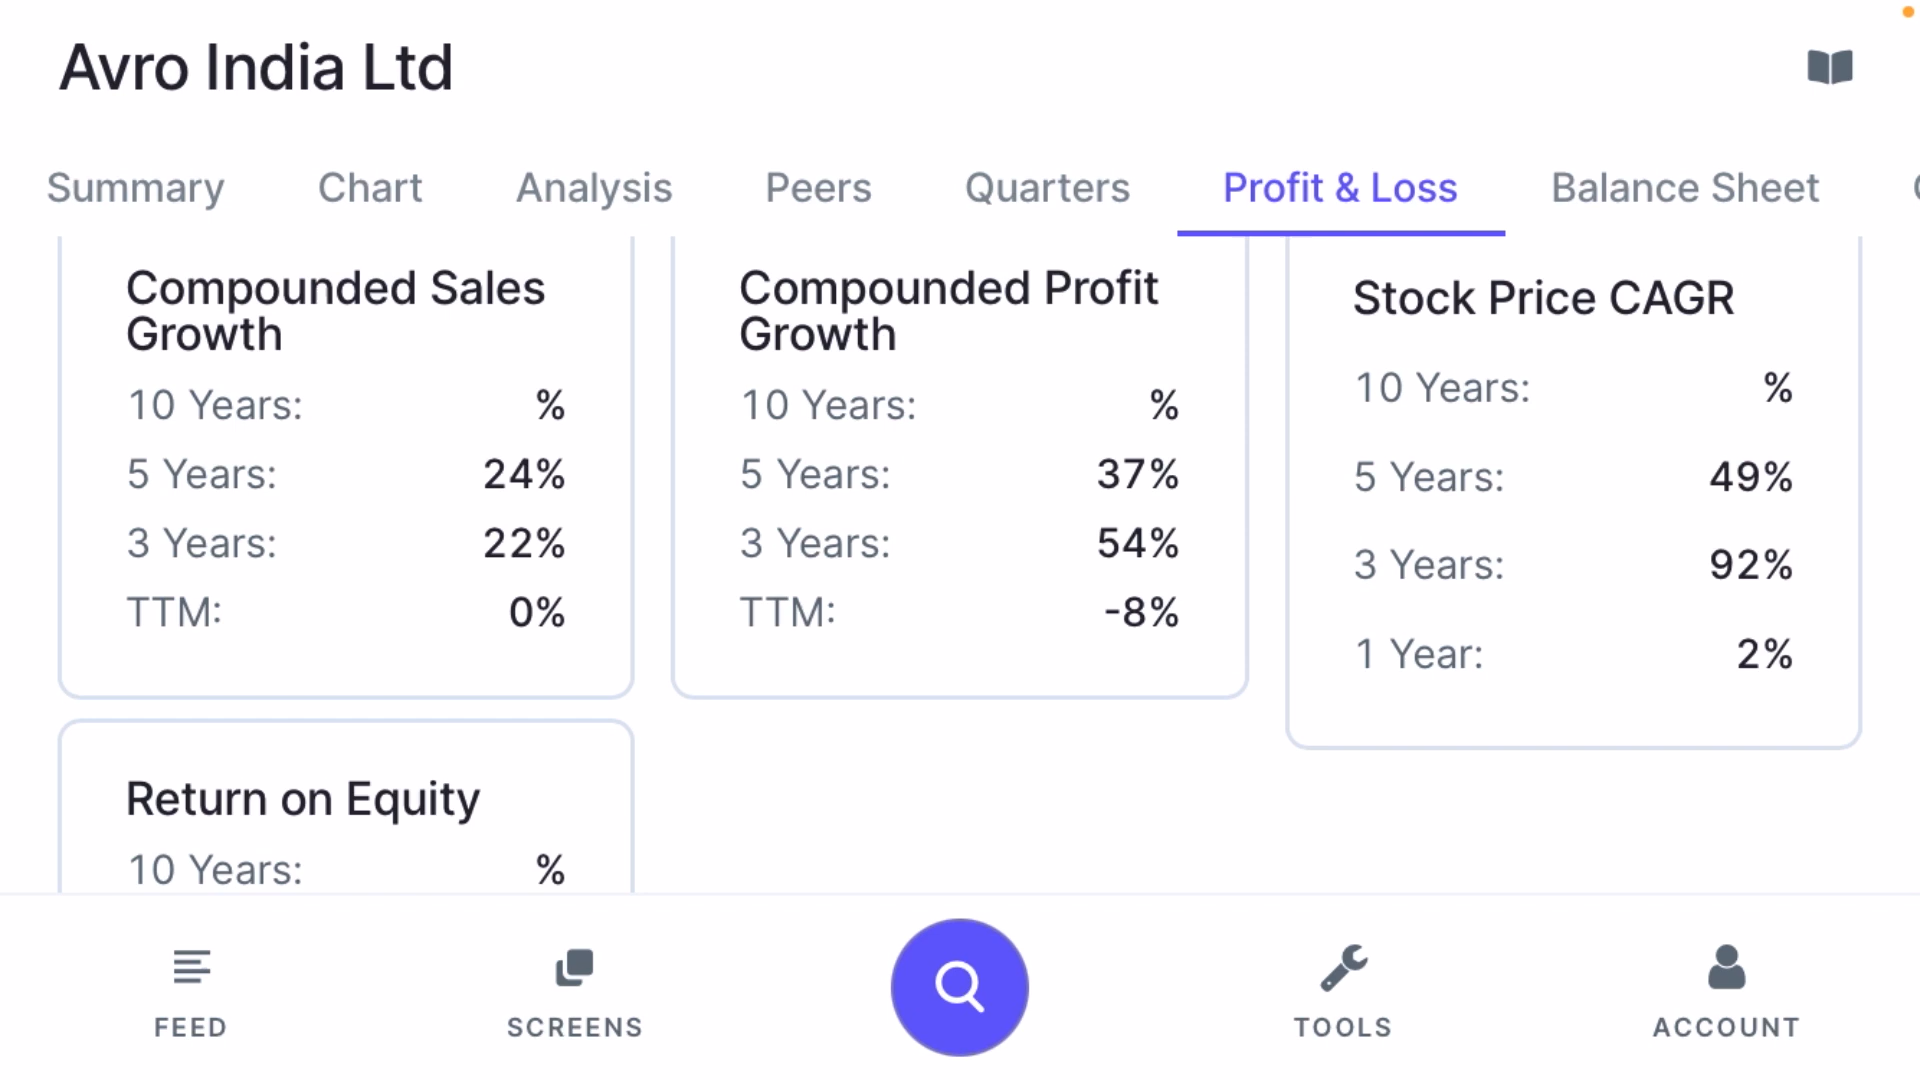 Avro India Ltd
Summary Chart Analysis Peers Quarters Profit & Loss Balance Sheet
Compounded Sales
Growth
10 Years: %
5 Years: 24%
3 Years: 22%
TTM: 0%
Compounded Profit
Growth
10 Years: %
5 Years: 37%
3 Years: 54%
TTM: -8%
Stock Price CAGR
10 Years: %
5 Years: 49%
3 Years: 92%
1 Year: 2%
Return on Equity
10 Years: %
FEED SCREENS TOOLS ACCOUNT